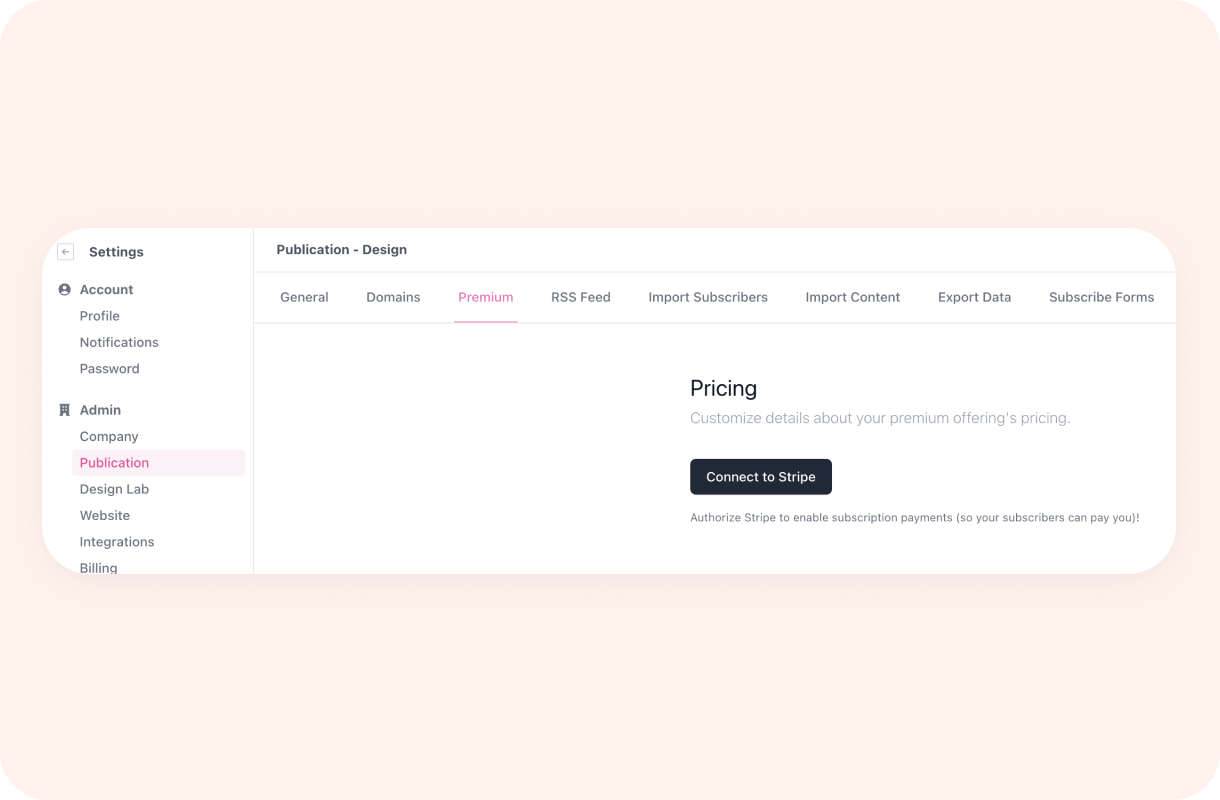 Settings
Account
Profile
Notifications
Password
Admin
Company
Publication
Design Lab
Website
Integrations
Billing
Publication - Design
General Domains Premium RSS Feed Import Subscribers Import Content Export Data Subscribe Forms
Pricing
Customize details about your premium offering's pricing.
Connect to Stripe
Authorize Stripe to enable subscription payments (so your subscribers can pay you)!